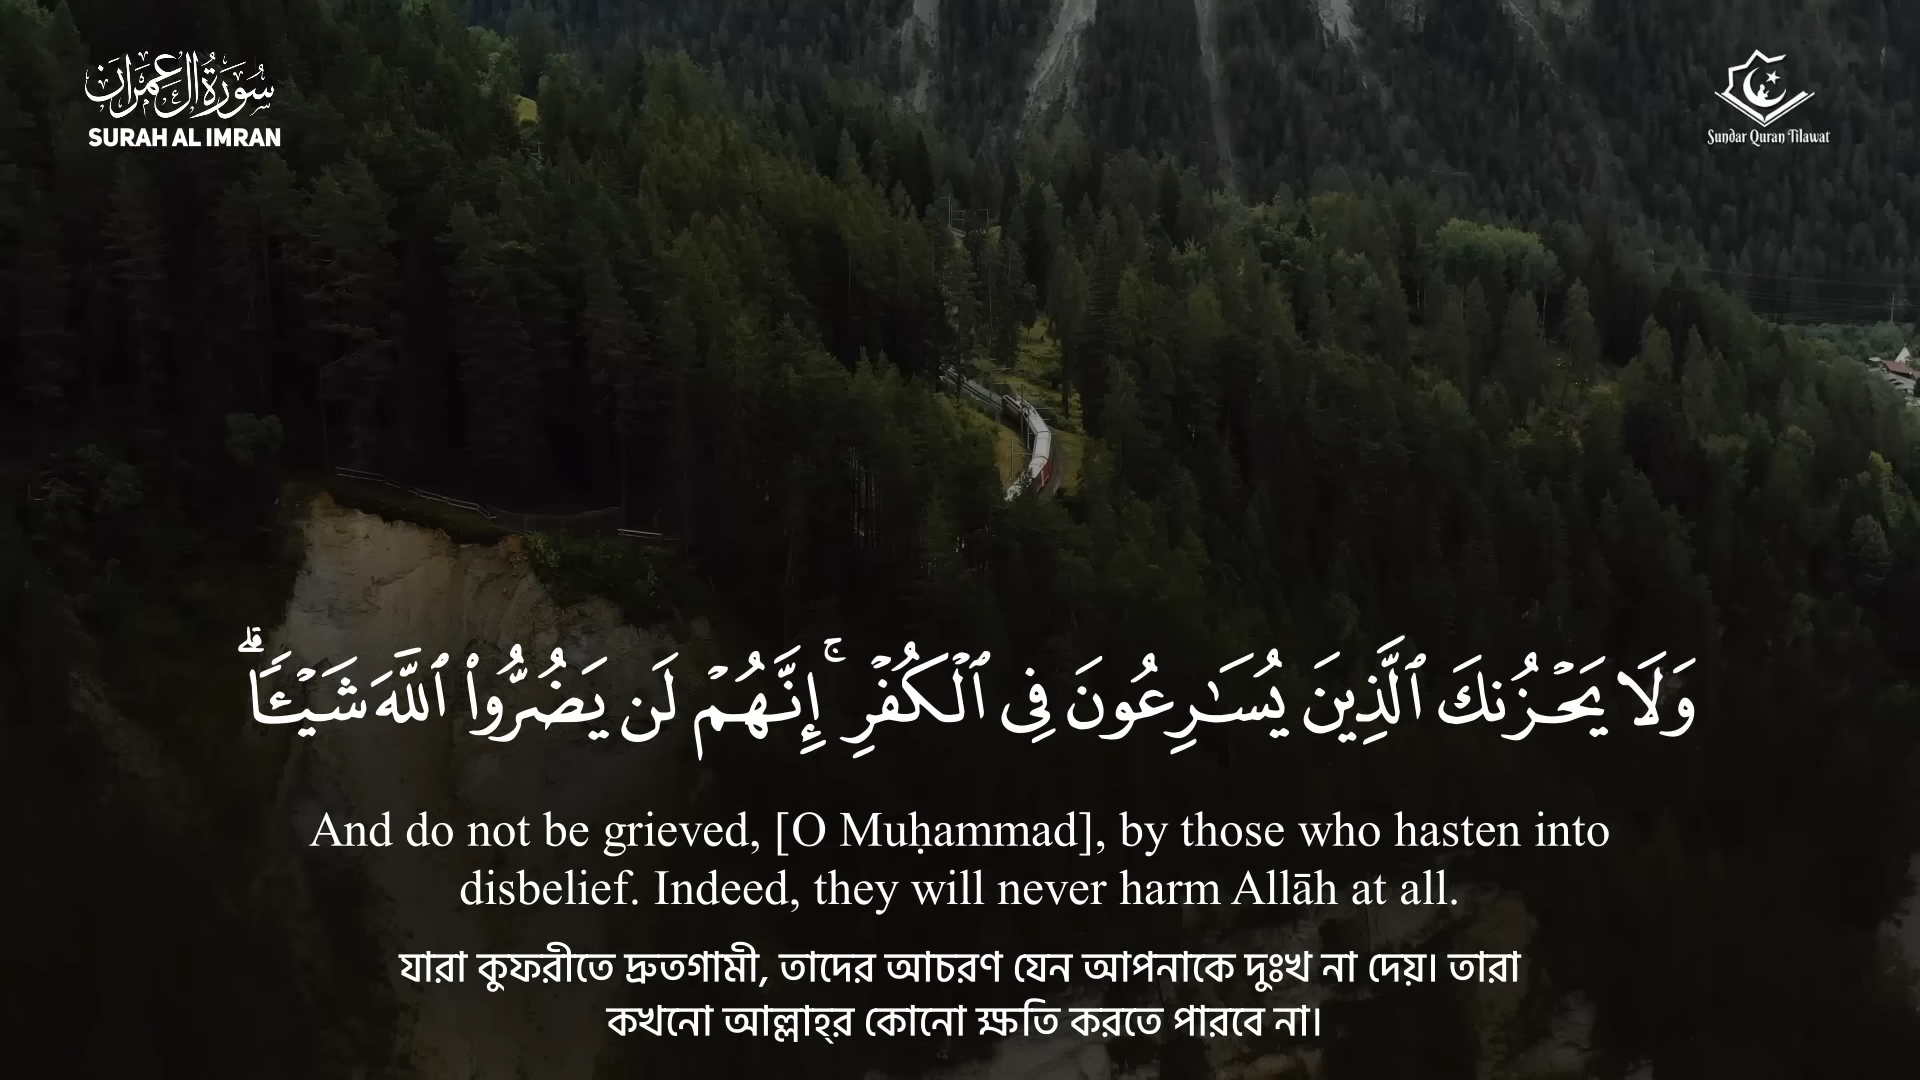 سُورَةُ اٰل عِمرَان
SURAH AL IMRAN
Sundar Quran Tilawat
وَلَا يَحْزُنكَ ٱلَّذِينَ يُسَـٰرِعُونَ فِى ٱلْكُفْرِ ۚ إِنَّهُمْ لَن يَضُرُّوا۟ ٱللَّهَ شَيْـًٔا ۗ
And do not be grieved, [O Muḥammad], by those who hasten into
disbelief. Indeed, they will never harm Allāh at all.
যারা কুফরীতে দ্রুতগামী, তাদের আচরণ যেন আপনাকে দুঃখ না দেয়। তারা
কখনো আল্লাহ্‌র কোনো ক্ষতি করতে পারবে না।